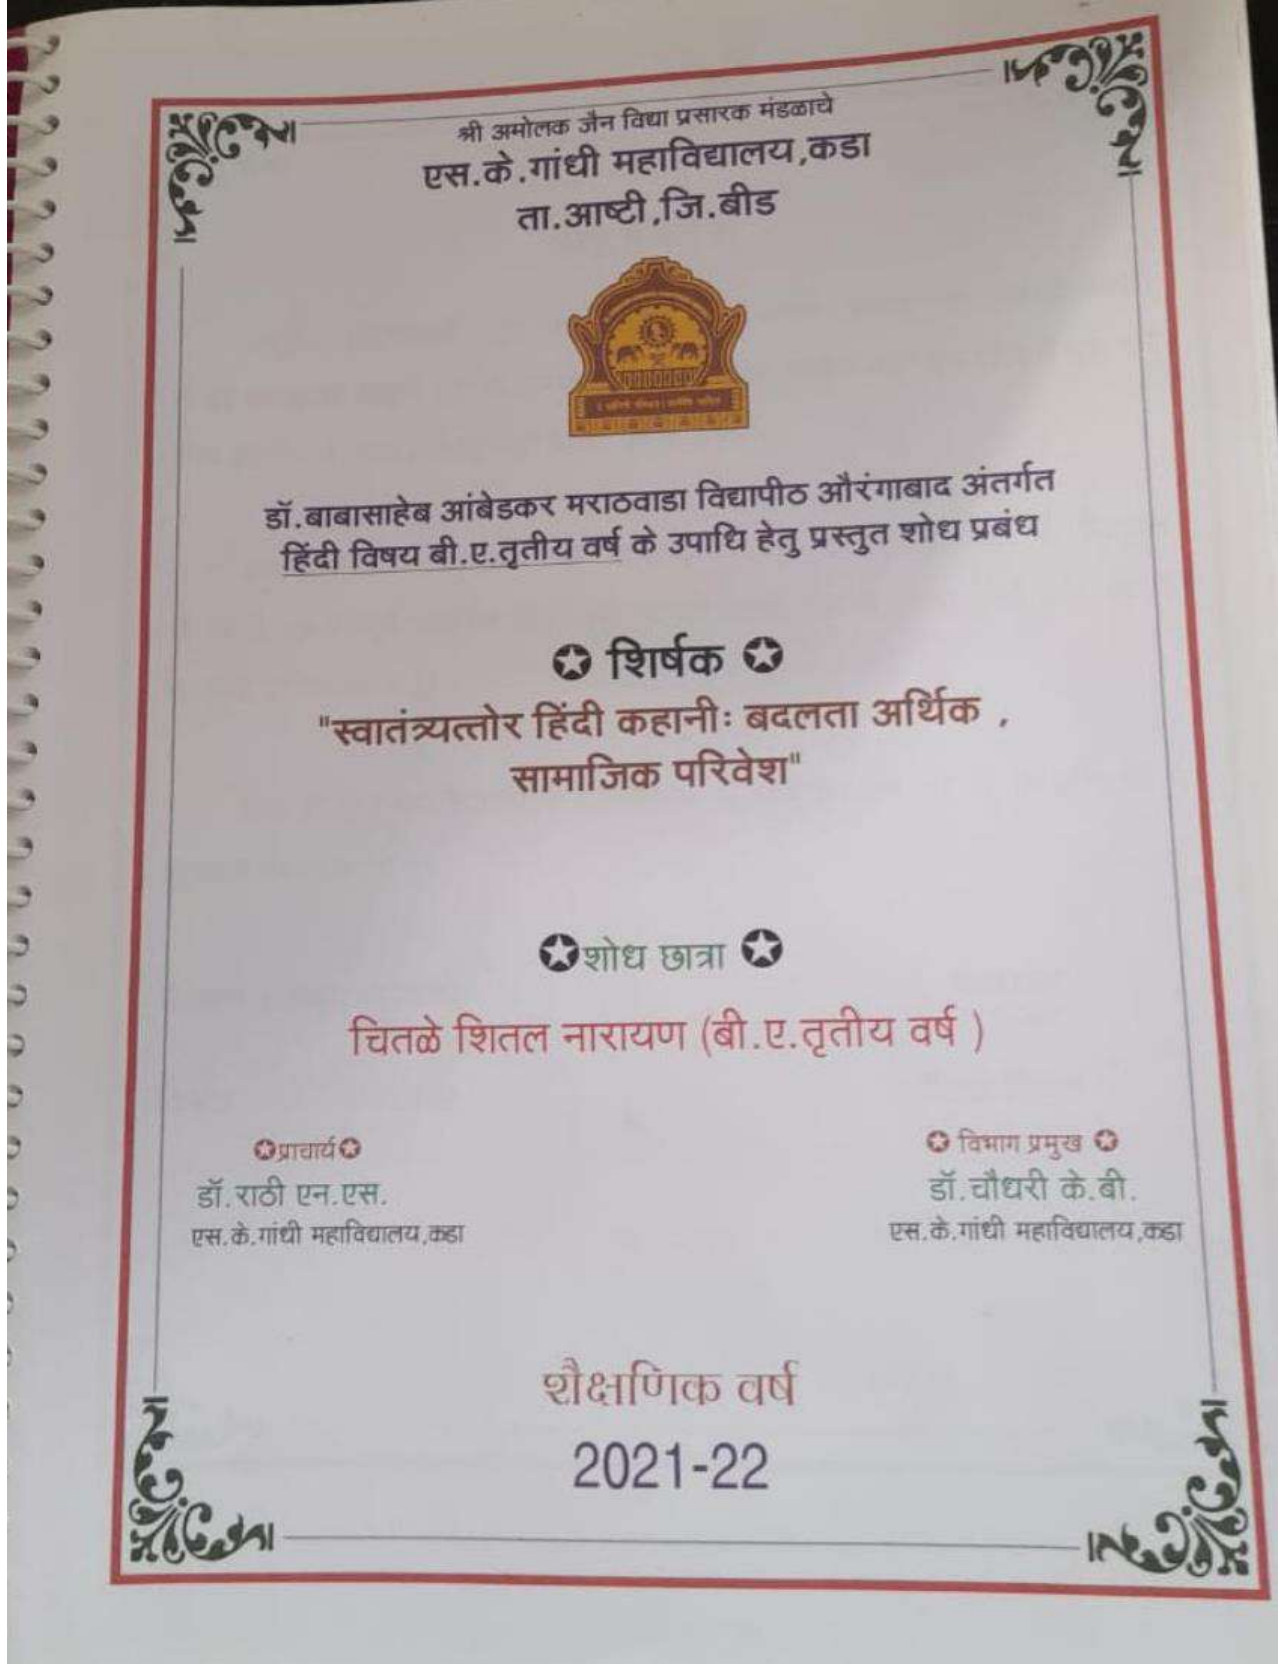 श्री अमोलक जैन विद्या प्रसारक मंडळाचे
एस.के.गांधी महाविद्यालय,कडा
ता.आष्टी,जि.बीड
डॉ.बाबासाहेब आंबेडकर मराठवाडा विद्यापीठ औरंगाबाद अंतर्गत
हिंदी विषय बी.ए.तृतीय वर्ष के उपाधि हेतु प्रस्तुत शोध प्रबंध
✪ शिर्षक ✪
"स्वातंत्र्यत्तोर हिंदी कहानीः बदलता अर्थिक ,
सामाजिक परिवेश"
✪शोध छात्रा ✪
चितळे शितल नारायण (बी.ए.तृतीय वर्ष )
✪प्राचार्य✪
डॉ.राठी एन.एस.
एस.के.गांधी महाविद्यालय,कडा
✪ विभाग प्रमुख ✪
डॉ.चौधरी के.बी.
एस.के.गांधी महाविद्यालय,कडा
शैक्षणिक वर्ष
2021-22